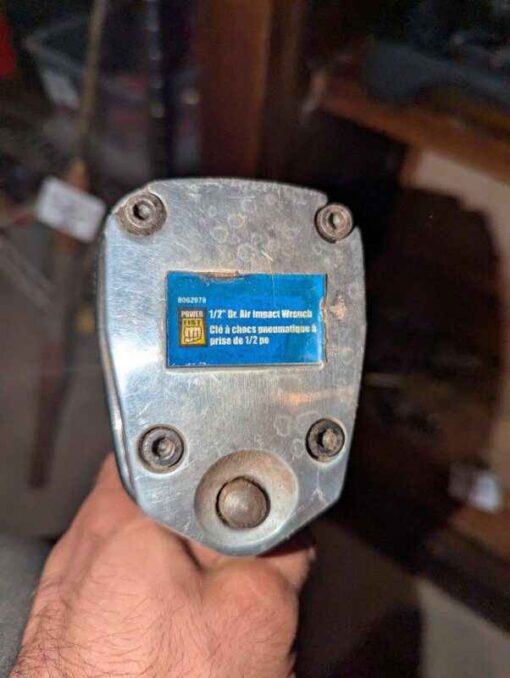 8062978
POWER
FIST
1/2" Dr. Air Impact Wrench
Clé à chocs pneumatique à
prise de 1/2 po